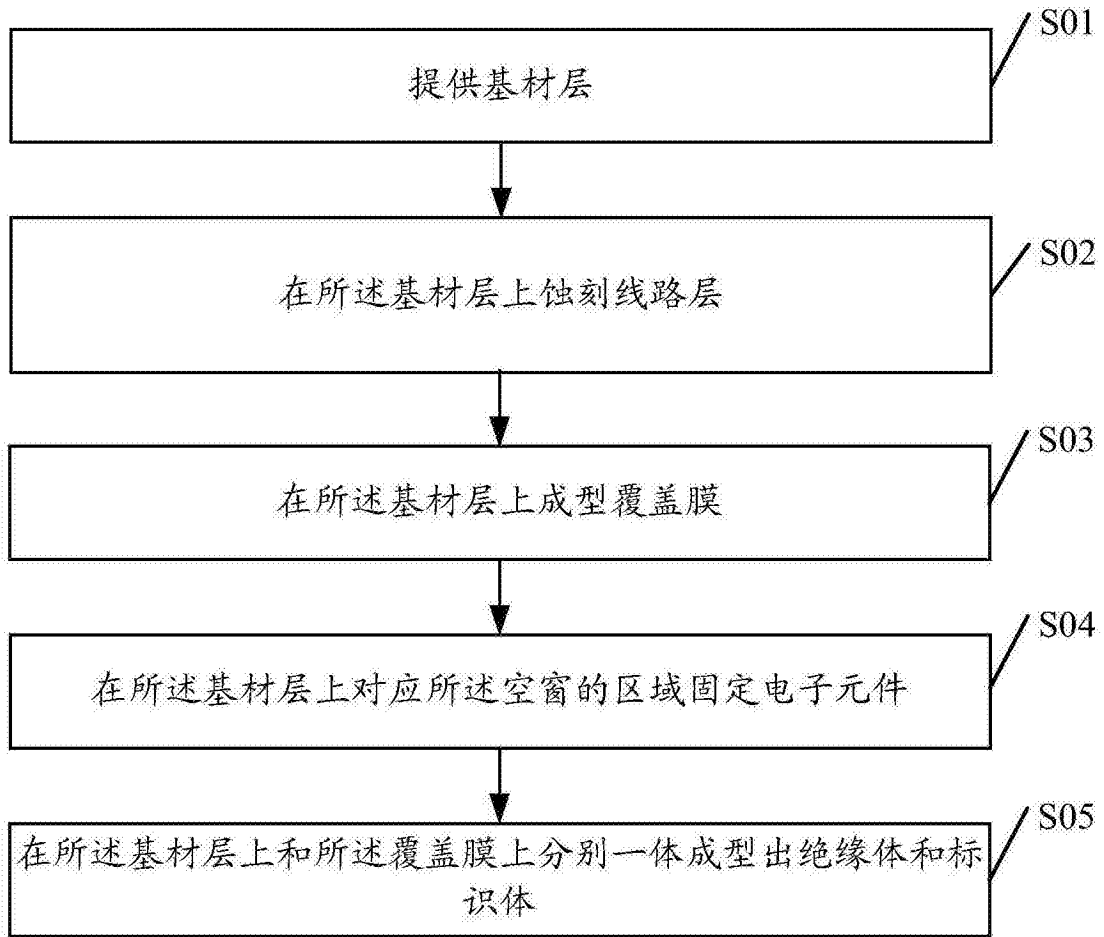 S01
提供基材层
S02
在所述基材层上蚀刻线路层
S03
在所述基材层上成型覆盖膜
S04
在所述基材层上对应所述空窗的区域固定电子元件
S05
在所述基材层上和所述覆盖膜上分别一体成型出绝缘体和标
识体